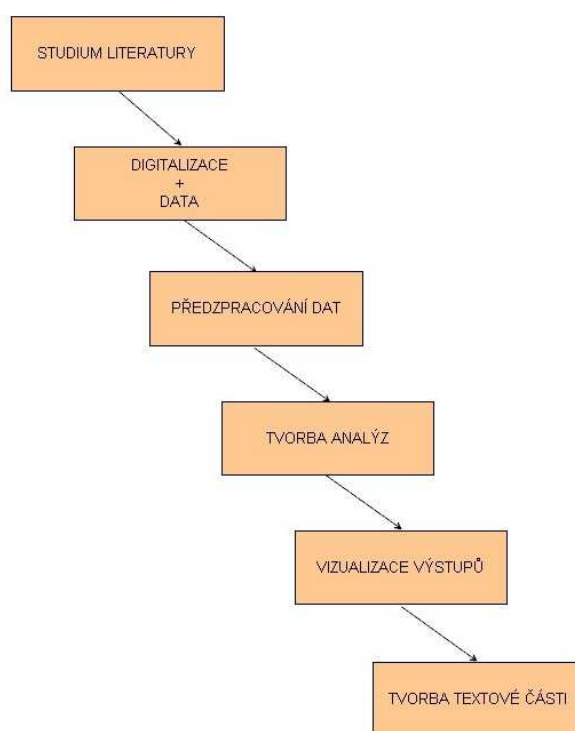 STUDIUM LITERATURY
DIGITALIZACE
+
DATA
PŘEDZPRACOVÁNÍ DAT
TVORBA ANALÝZ
VIZUALIZACE VÝSTUPŮ
TVORBA TEXTOVÉ ČÁSTI